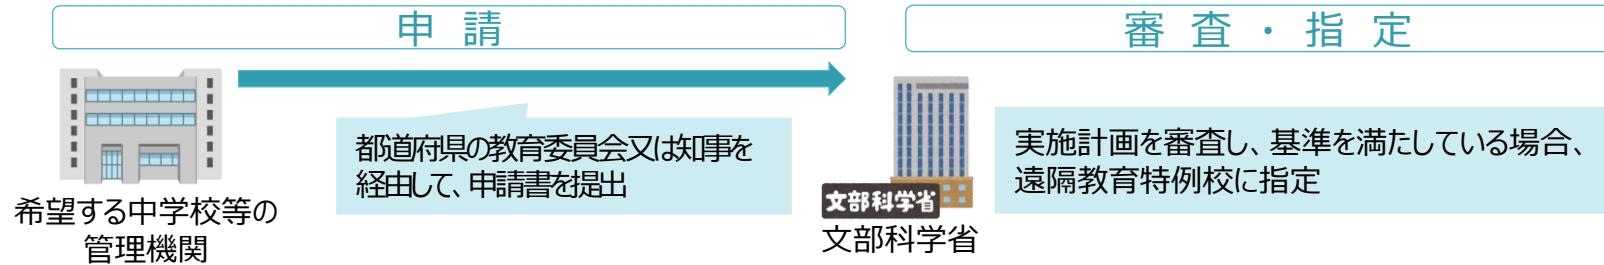 申請
審査・指定
都道府県の教育委員会又は知事を
経由して、申請書を提出
実施計画を審査し、基準を満たしている場合、
遠隔教育特例校に指定
希望する中学校等の
管理機関
文部科学省
文部科学省